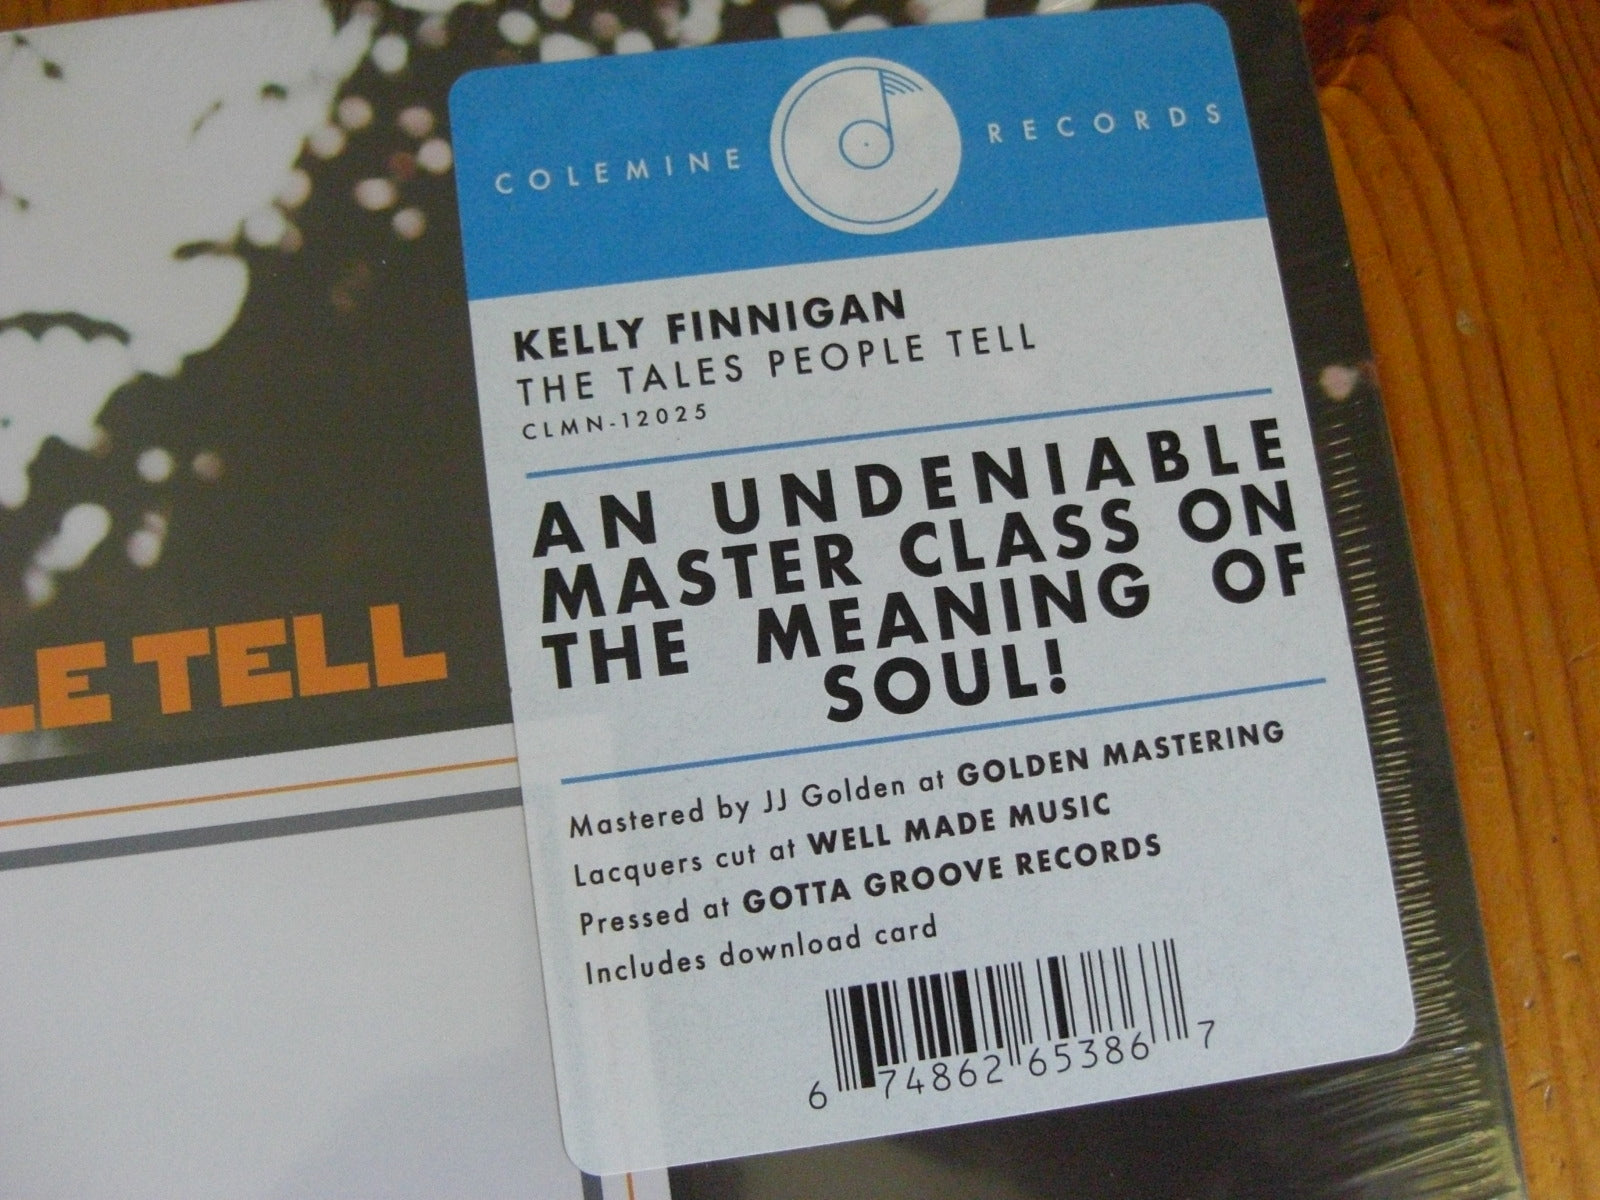 COLEMINE RECORDS
KELLY FINNIGAN
THE TALES PEOPLE TELL
CLMN-12025
AN UNDENIABLE
MASTER CLASS ON
THE MEANING OF
SOUL!
LE TELL
Mastered by JJ Golden at GOLDEN MASTERING
Lacquers cut at WELL MADE MUSIC
Pressed at GOTTA GROOVE RECORDS
Includes download card
6 74862 65386 7